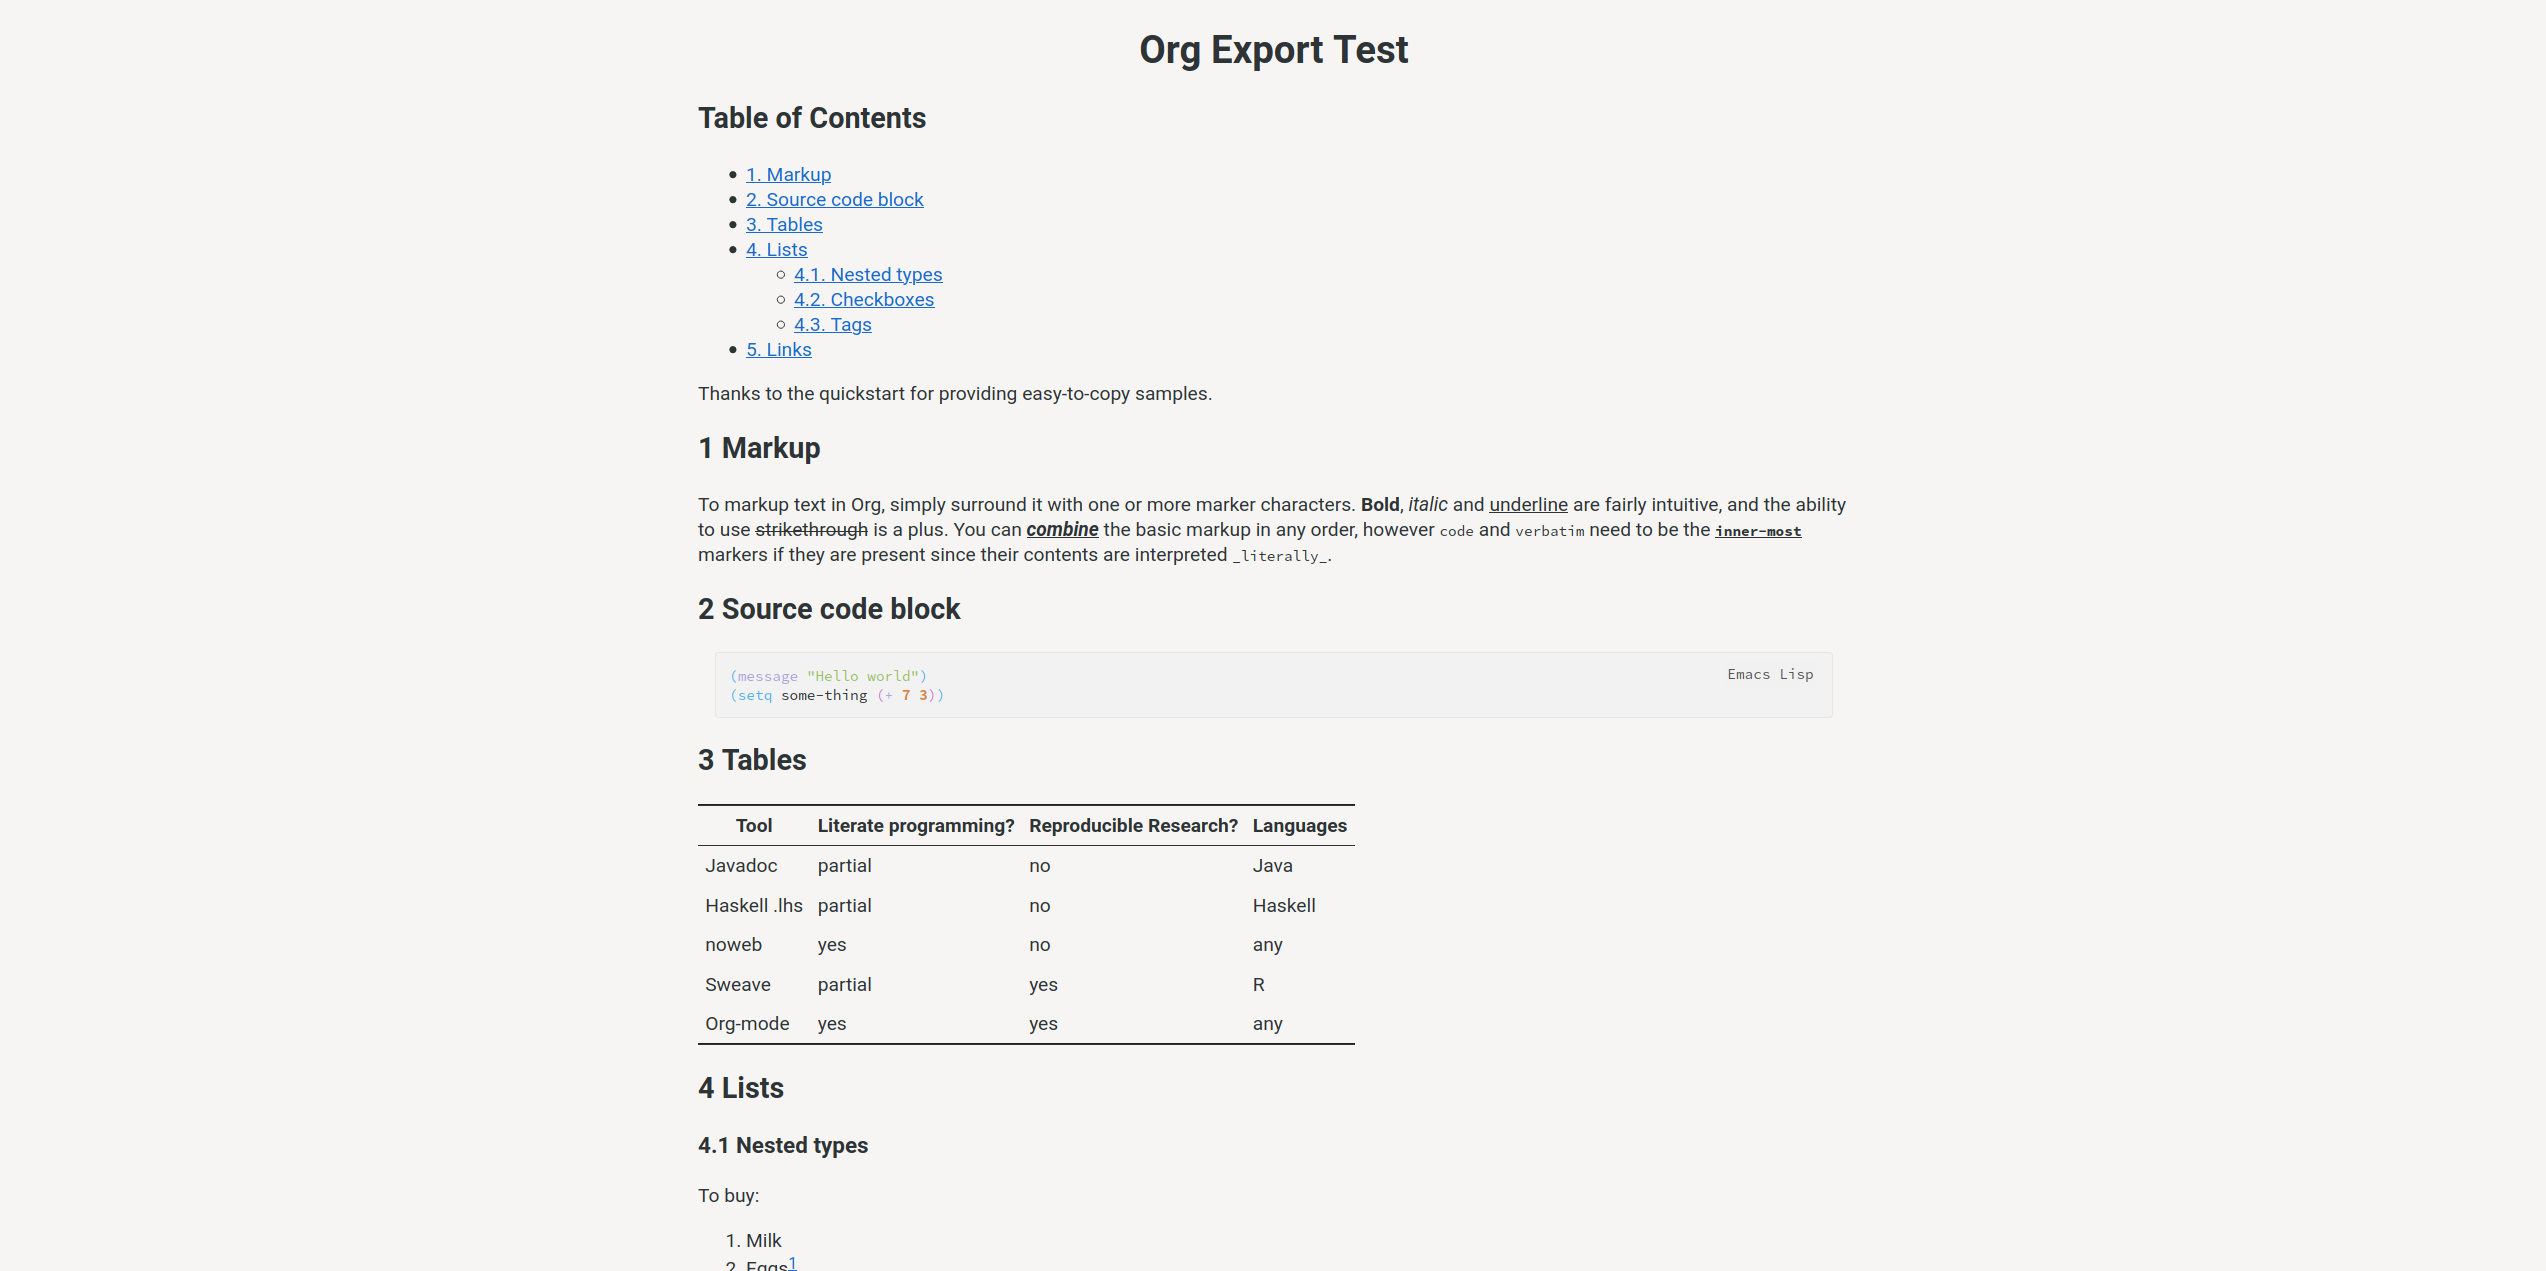 Org Export Test
Table of Contents
1. Markup
2. Source code block
3. Tables
4. Lists
4.1. Nested types
4.2. Checkboxes
4.3. Tags
5. Links
Thanks to the quickstart for providing easy-to-copy samples.
1 Markup
To markup text in Org, simply surround it with one or more marker characters. Bold, italic and underline are fairly intuitive, and the ability
to use strikethrough is a plus. You can combine the basic markup in any order, however code and verbatim need to be the inner-most
markers if they are present since their contents are interpreted _literally_.
2 Source code block
(message "Hello world")
Emacs Lisp
(setq some-thing (+ 7 3))
3 Tables
Tool Literate programming? Reproducible Research? Languages
Javadoc partial no Java
Haskell .lhs partial no Haskell
noweb yes no any
Sweave partial yes R
Org-mode yes yes any
4 Lists
4.1 Nested types
To buy:
1. Milk
2. Eggs1